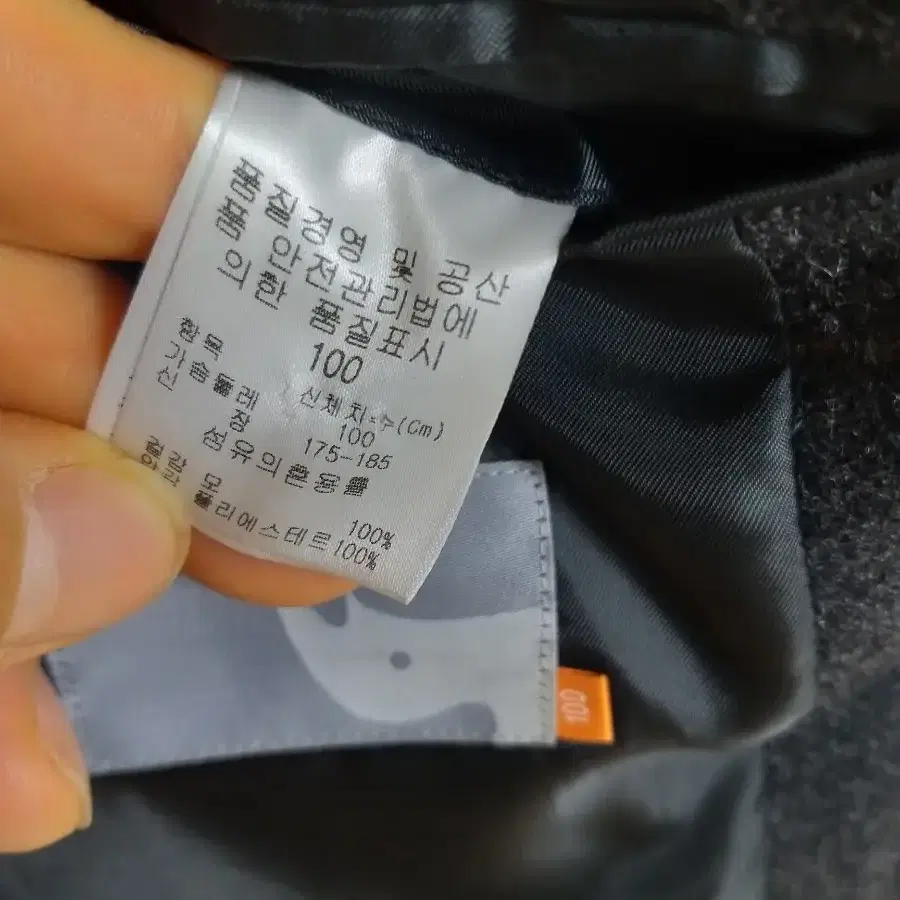 품질경영 및 공산
품안전관리법에
의한 품질표시
100
항목 신체치수(Cm)
가슴둘레 100
신장 175-185
섬유의혼용률
겉감 모 100%
안감 폴리에스테르100%
100